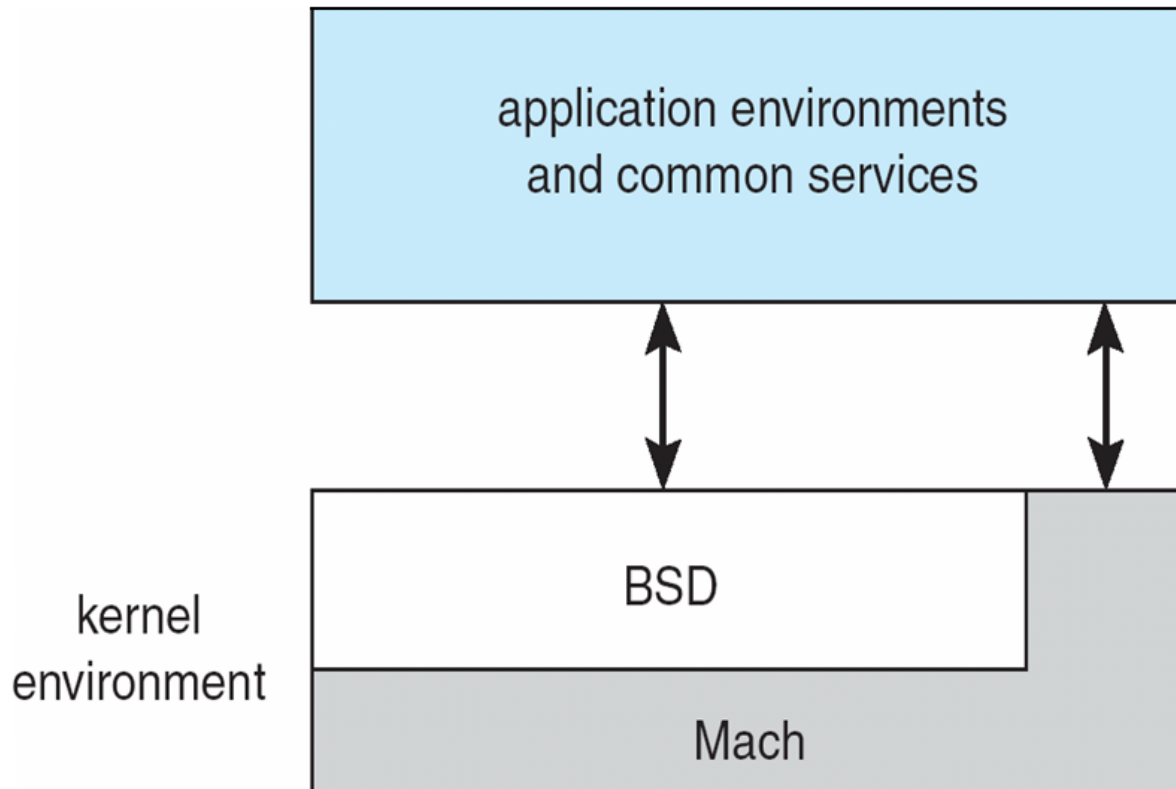 application environments
and common services
BSD
kernel
environment
Mach